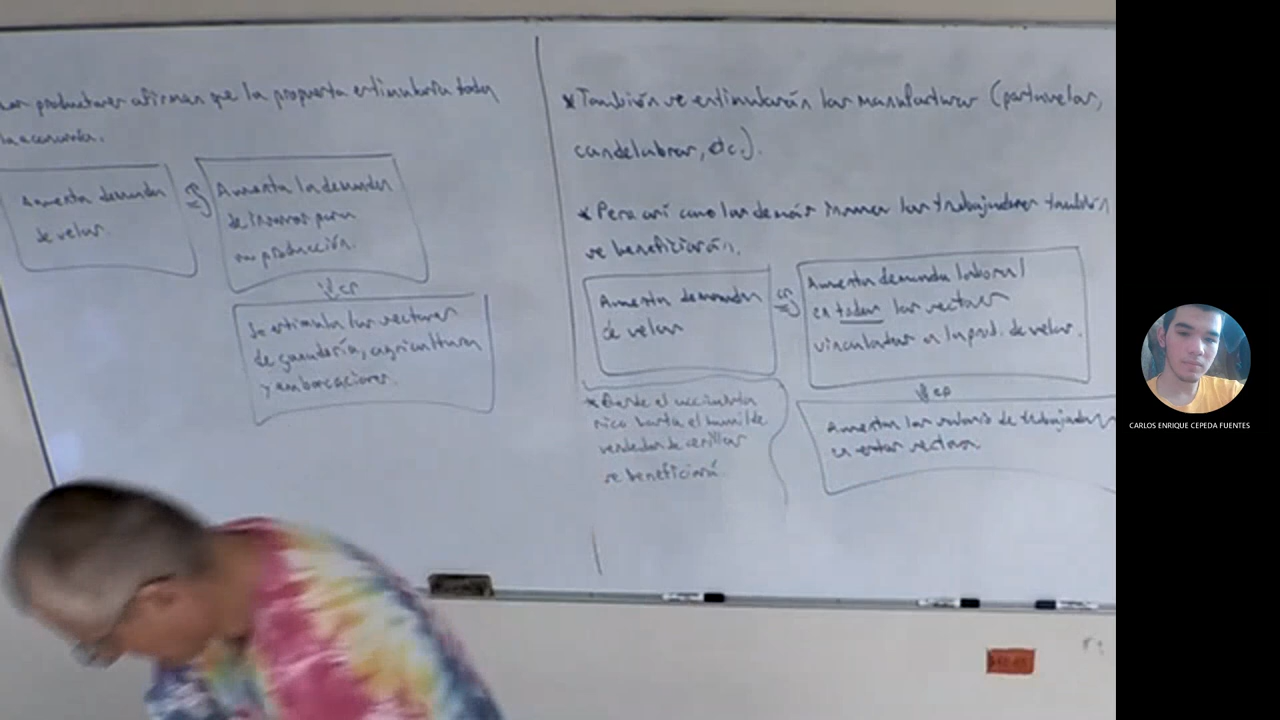 productores afirman que la propuesta estimularía toda
la economía.
Aumenta demanda
de velas.
⇒
Aumenta la demanda
de insumos para
su producción.
⇓
Se estimula los sectores
de ganadería, agricultura
y embarcaciones.
* También se estimularán las manufacturas (portavelas,
candelabros, etc.).
* Pero así como las demás ramas los trabajadores también
se beneficiarán.
Aumenta demanda
de velas
⇒
Aumenta demanda laboral
en todos los sectores
vinculados a la prod. de velas.
⇓
Aumentan los salarios de trabajadores
en estos sectores
* Desde el accionista
rico hasta el humilde
vendedor de cerillas
se beneficiará
CARLOS ENRIQUE CEPEDA FUENTES